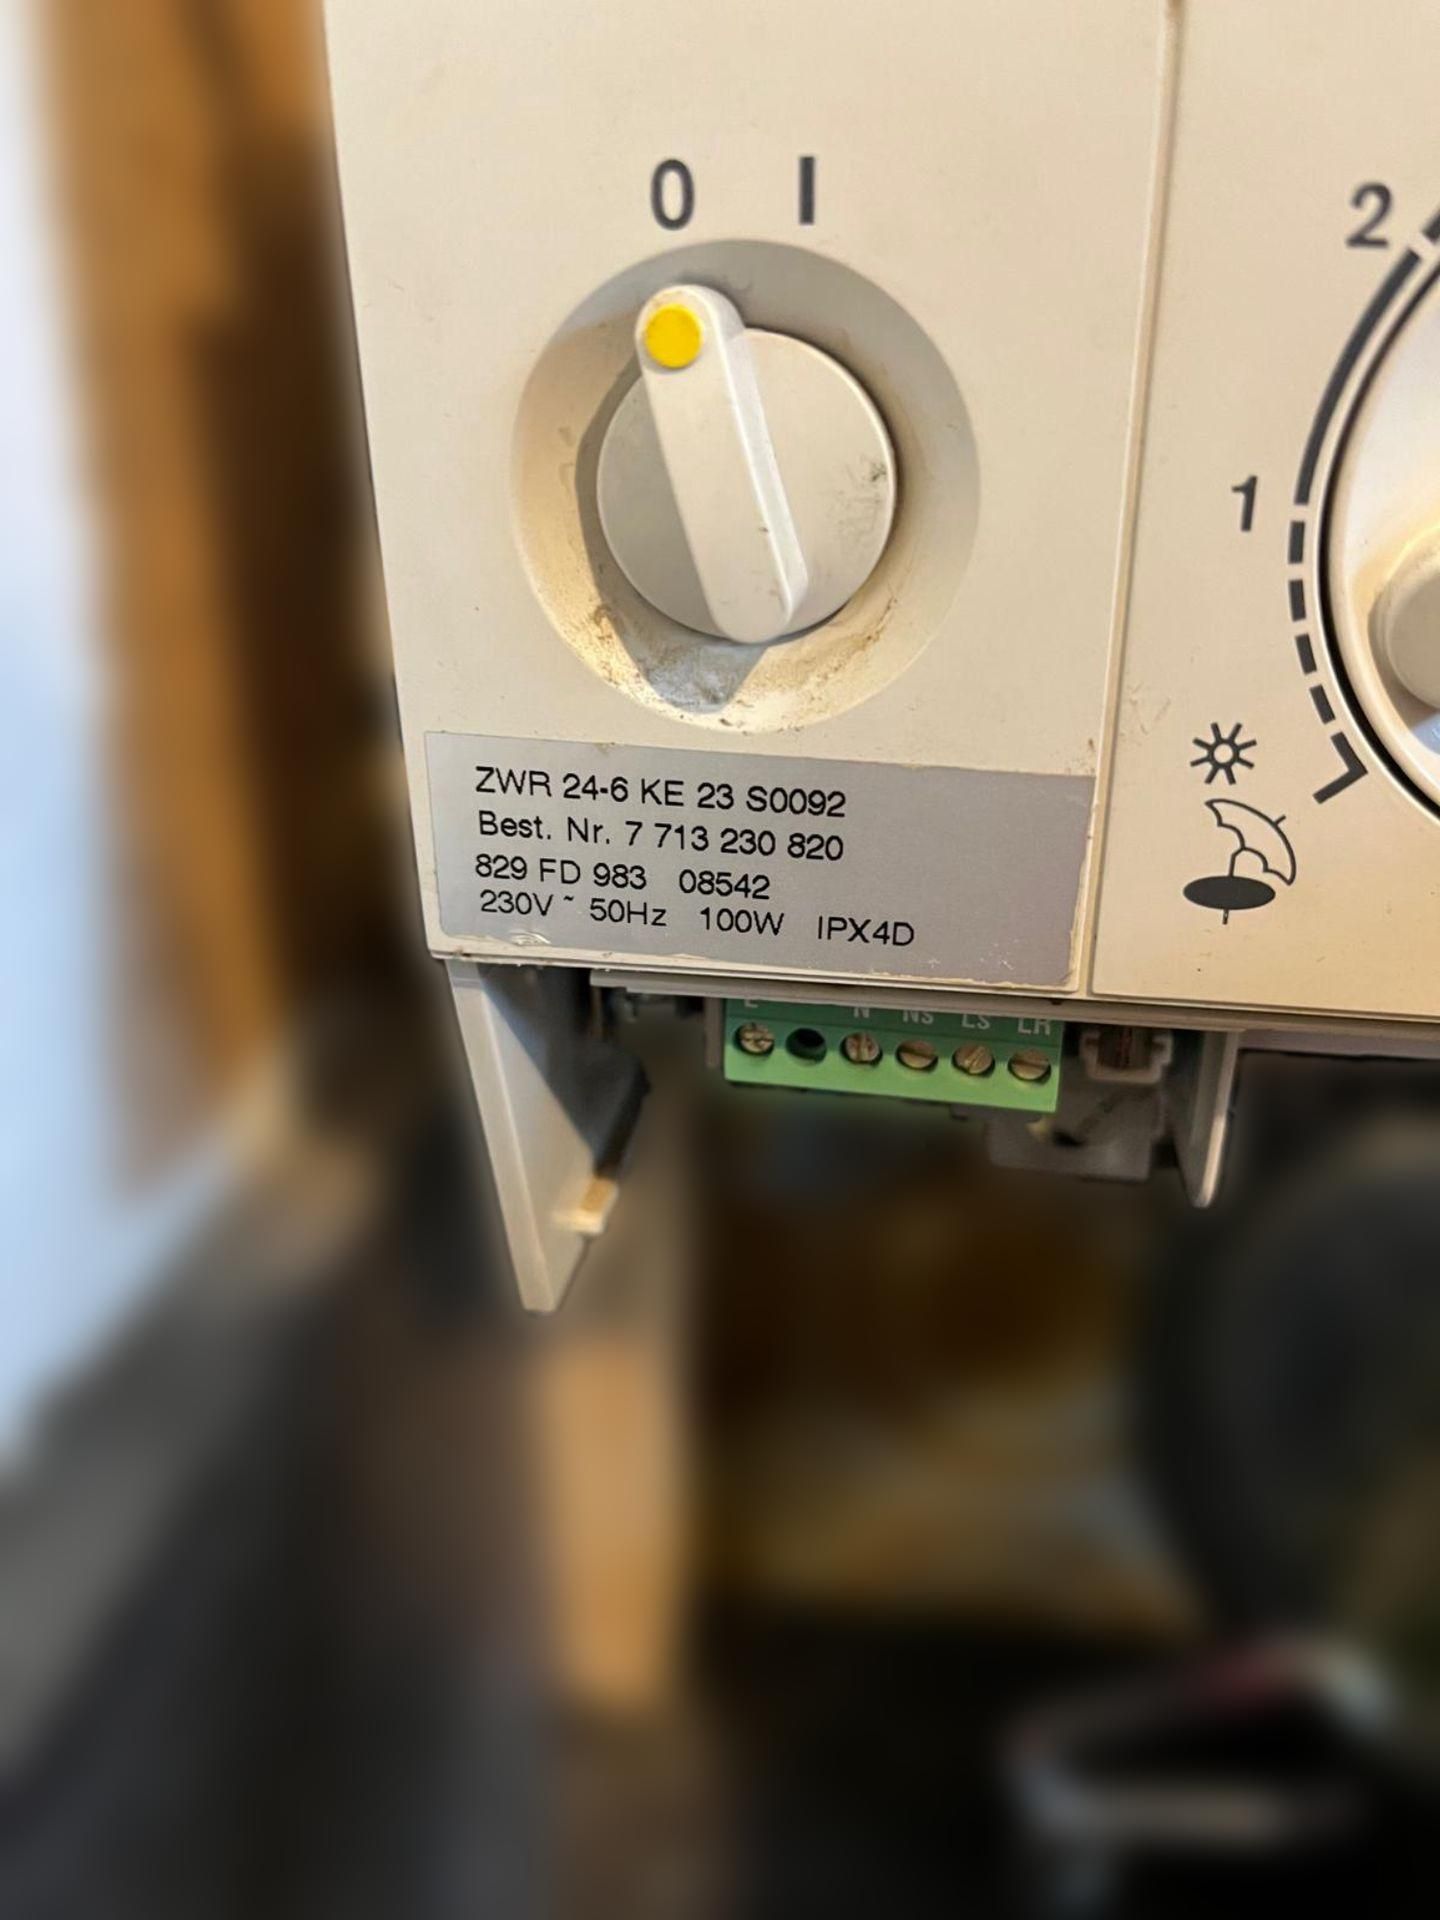 0 I
2
1
ZWR 24-6 KE 23 S0092
Best. Nr. 7 713 230 820
829 FD 983 08542
230V ~ 50Hz 100W IPX4D
L N Ns Ls LR